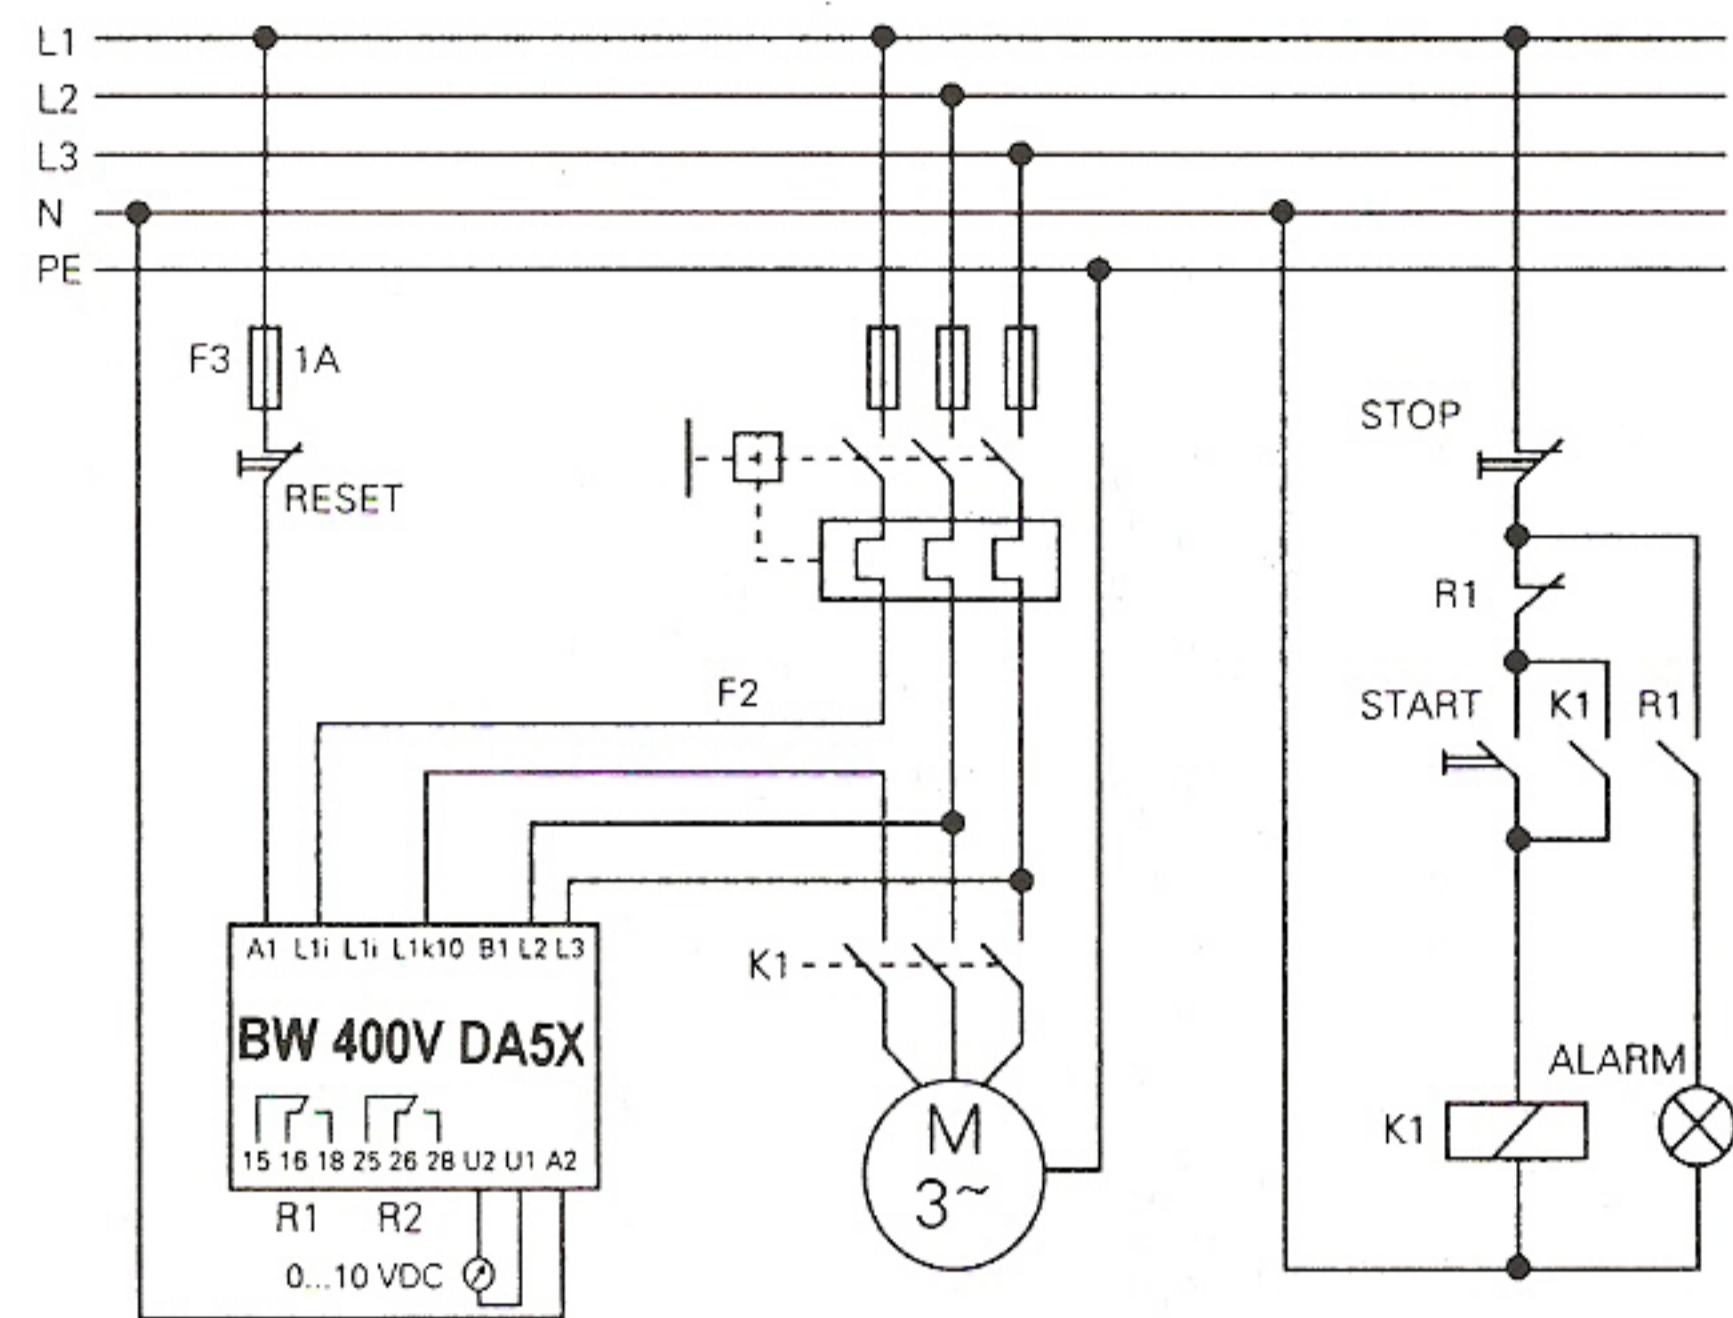 L1
L2
L3
N
PE
F3 1A
STOP
RESET
R1
F2
START K1 R1
A1 L1i L1i L1k10 B1 L2 L3
K1
BW 400V DA5X
ALARM
M
3~
K1
15 16 18 25 26 28 U2 U1 A2
R1 R2
0...10 VDC